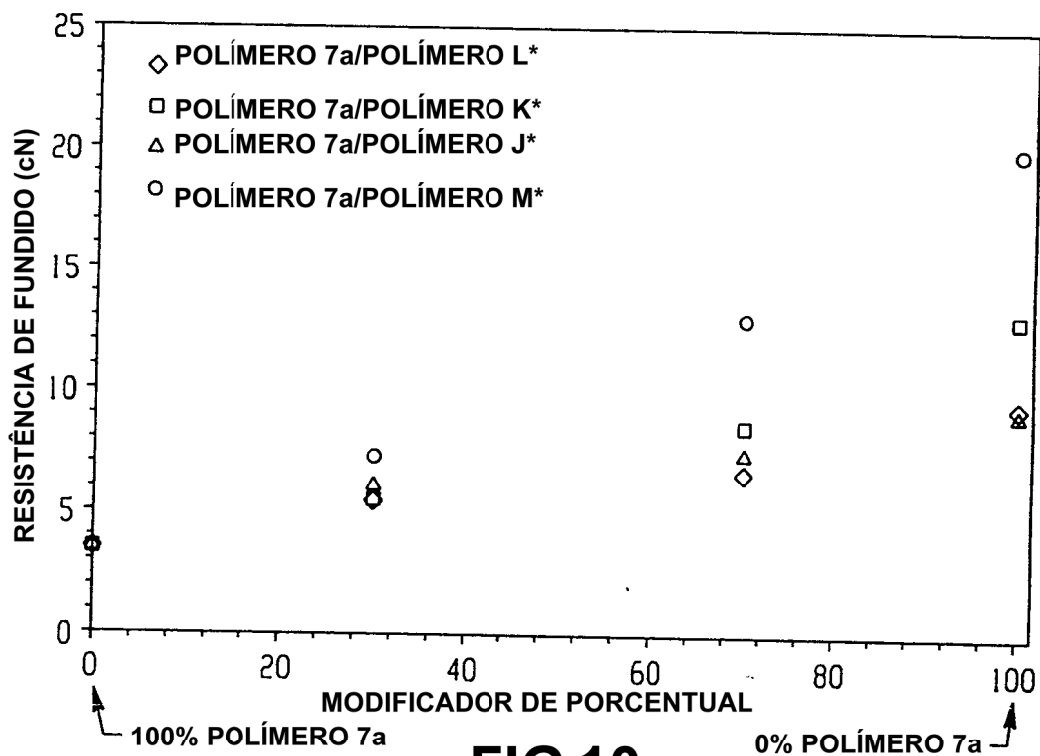 25
20
15
10
5
0
RESISTÊNCIA DE FUNDIDO (cN)
POLÍMERO 7a/POLÍMERO L*
POLÍMERO 7a/POLÍMERO K*
POLÍMERO 7a/POLÍMERO J*
POLÍMERO 7a/POLÍMERO M*
0 20 40 60 80 100
MODIFICADOR DE PORCENTUAL
100% POLÍMERO 7a
0% POLÍMERO 7a